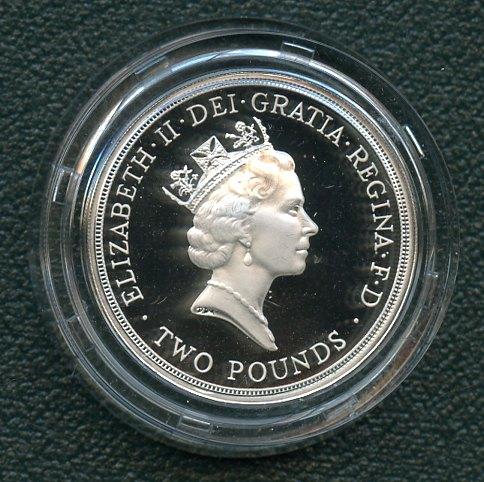 ELIZABETH·II·DEI·GRATIA·REGINA·F·D·
TWO POUNDS·